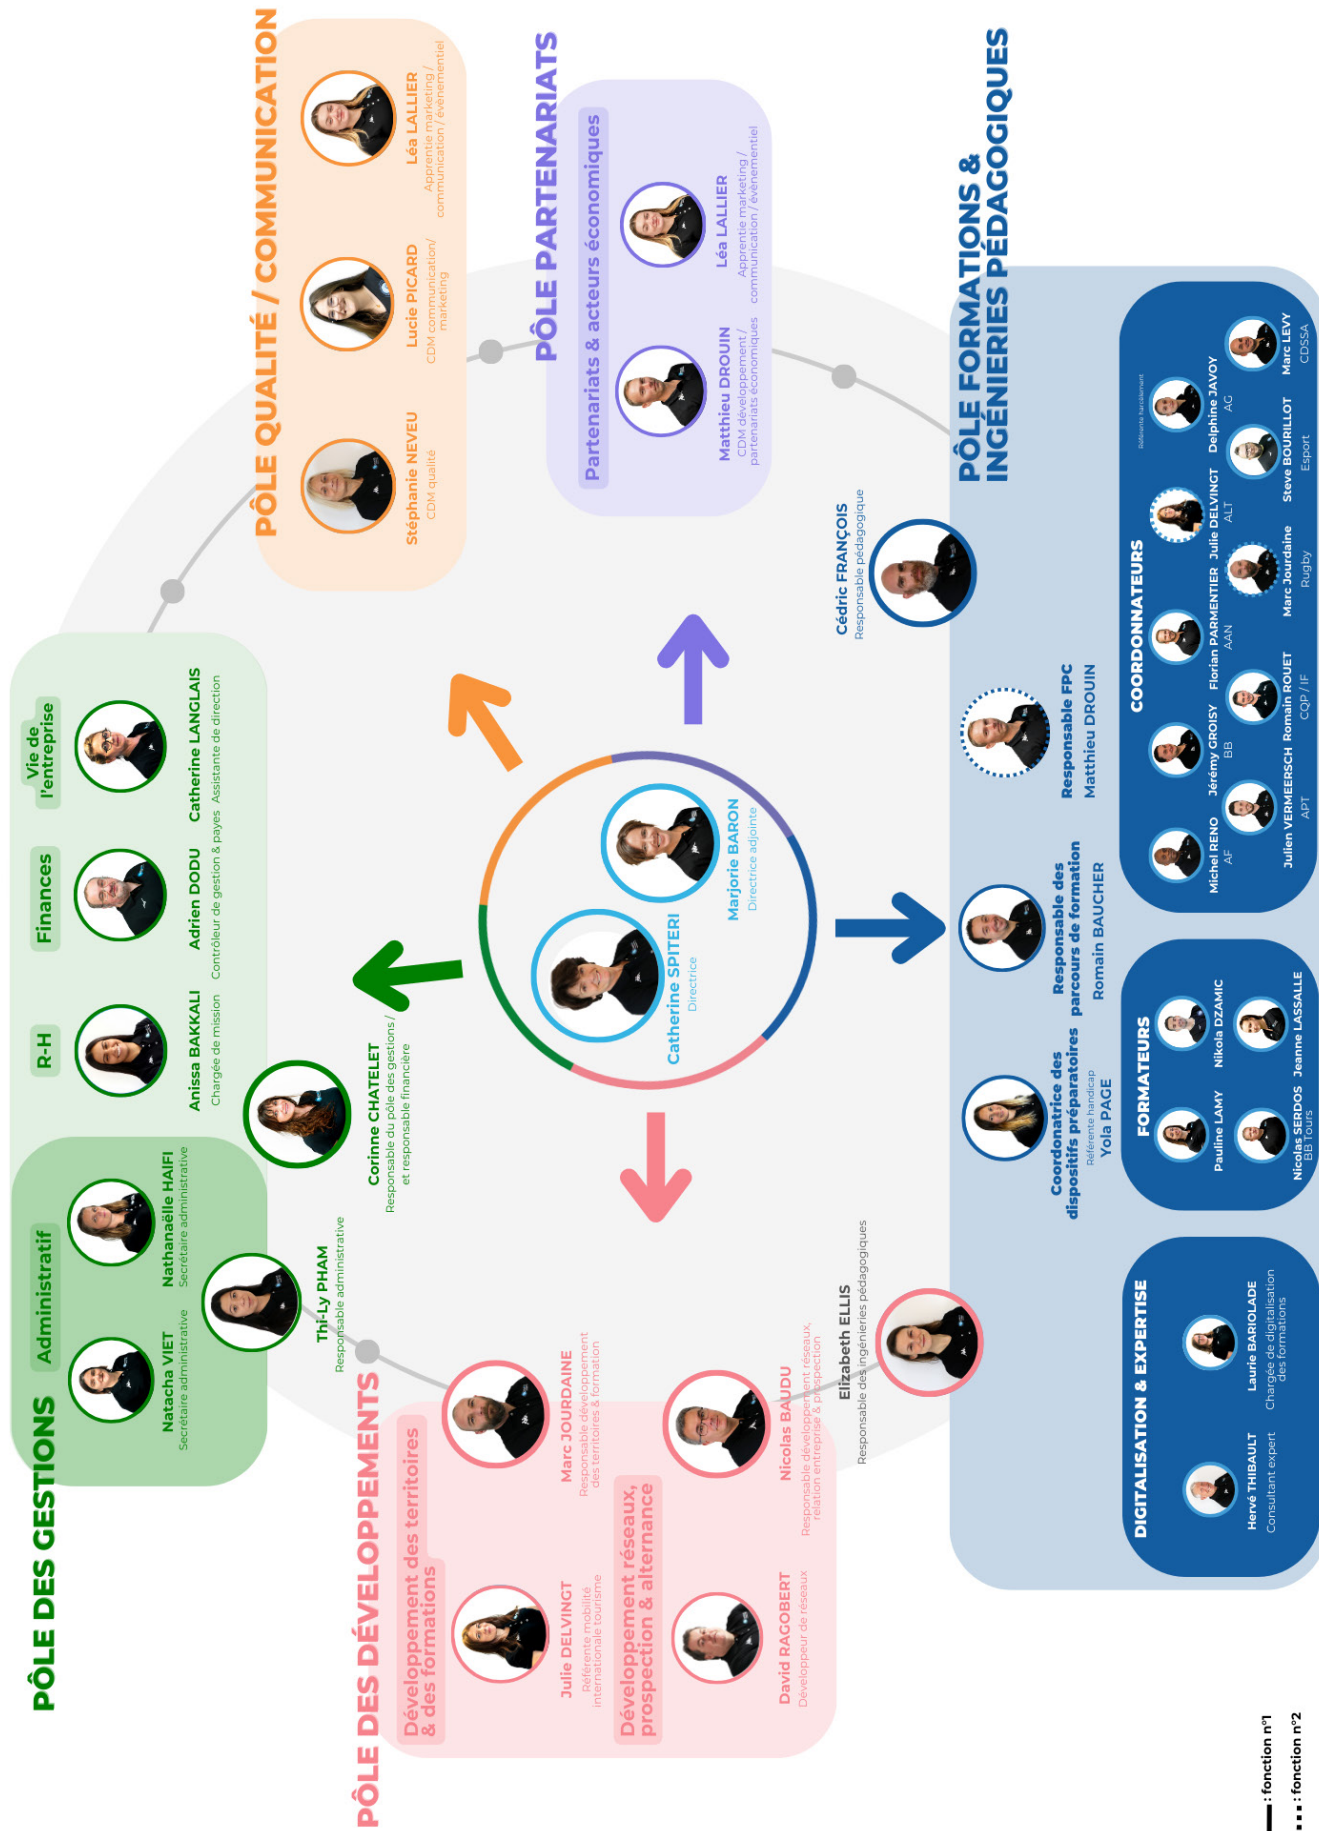 PÔLE DES GESTIONS
Administratif
R-H
Finances
Vie de
l'entreprise
Natacha VIET
Secrétaire administrative
Nathanaëlle HAIFI
Secrétaire administrative
Anissa BAKKALI
Chargée de mission
Adrien DODU
Contrôleur de gestion & payes
Catherine LANGLAIS
Assistante de direction
Thi-Ly PHAM
Responsable administrative
Corinne CHATELET
Responsable du pôle des gestions /
et responsable financière
PÔLE QUALITÉ / COMMUNICATION
Stéphanie NEVEU
CDM qualité
Lucie PICARD
CDM communication/
marketing
Léa LALLIER
Apprentie marketing /
communication / évènementiel
PÔLE DES DÉVELOPPEMENTS
Développement des territoires
& des formations
Julie DELVINGT
Référente mobilité
internationale tourisme
Marc JOURDAINE
Responsable développement
des territoires & formation
Développement réseaux,
prospection & alternance
David RAGOBERT
Développeur de réseaux
Nicolas BAUDU
Responsable développement réseaux,
relation entreprise & prospection
Catherine SPITERI
Directrice
Marjorie BARON
Directrice adjointe
PÔLE PARTENARIATS
Partenariats & acteurs économiques
Matthieu DROUIN
CDM développement /
partenariats économiques
Léa LALLIER
Apprentie marketing /
communication / évènementiel
Elizabeth ELLIS
Responsable des ingénieries pédagogiques
Cédric FRANÇOIS
Responsable pédagogique
PÔLE FORMATIONS &
INGÉNIERIES PÉDAGOGIQUES
Coordonatrice des
dispositifs préparatoires
Référente handicap
Yola PAGE
Responsable des
parcours de formation
Romain BAUCHER
Responsable FPC
Matthieu DROUIN
DIGITALISATION & EXPERTISE
Hervé THIBAULT
Consultant expert
Laurie BARIOLADE
Chargée de digitalisation
des formations
FORMATEURS
Pauline LAMY
Nikola DZAMIC
Nicolas SERDOS
BB Tours
Jeanne LASSALLE
COORDONNATEURS
Référente harcèlement
Michel RENO
AF
Jérémy GROISY
BB
Florian PARMENTIER
AAN
Julie DELVINGT
ALT
Delphine JAVOY
AG
Julien VERMEERSCH
APT
Romain ROUET
CQP / IF
Marc Jourdaine
Rugby
Steve BOURILLOT
Esport
Marc LEVY
CDSSA
: fonction n°1
: fonction n°2